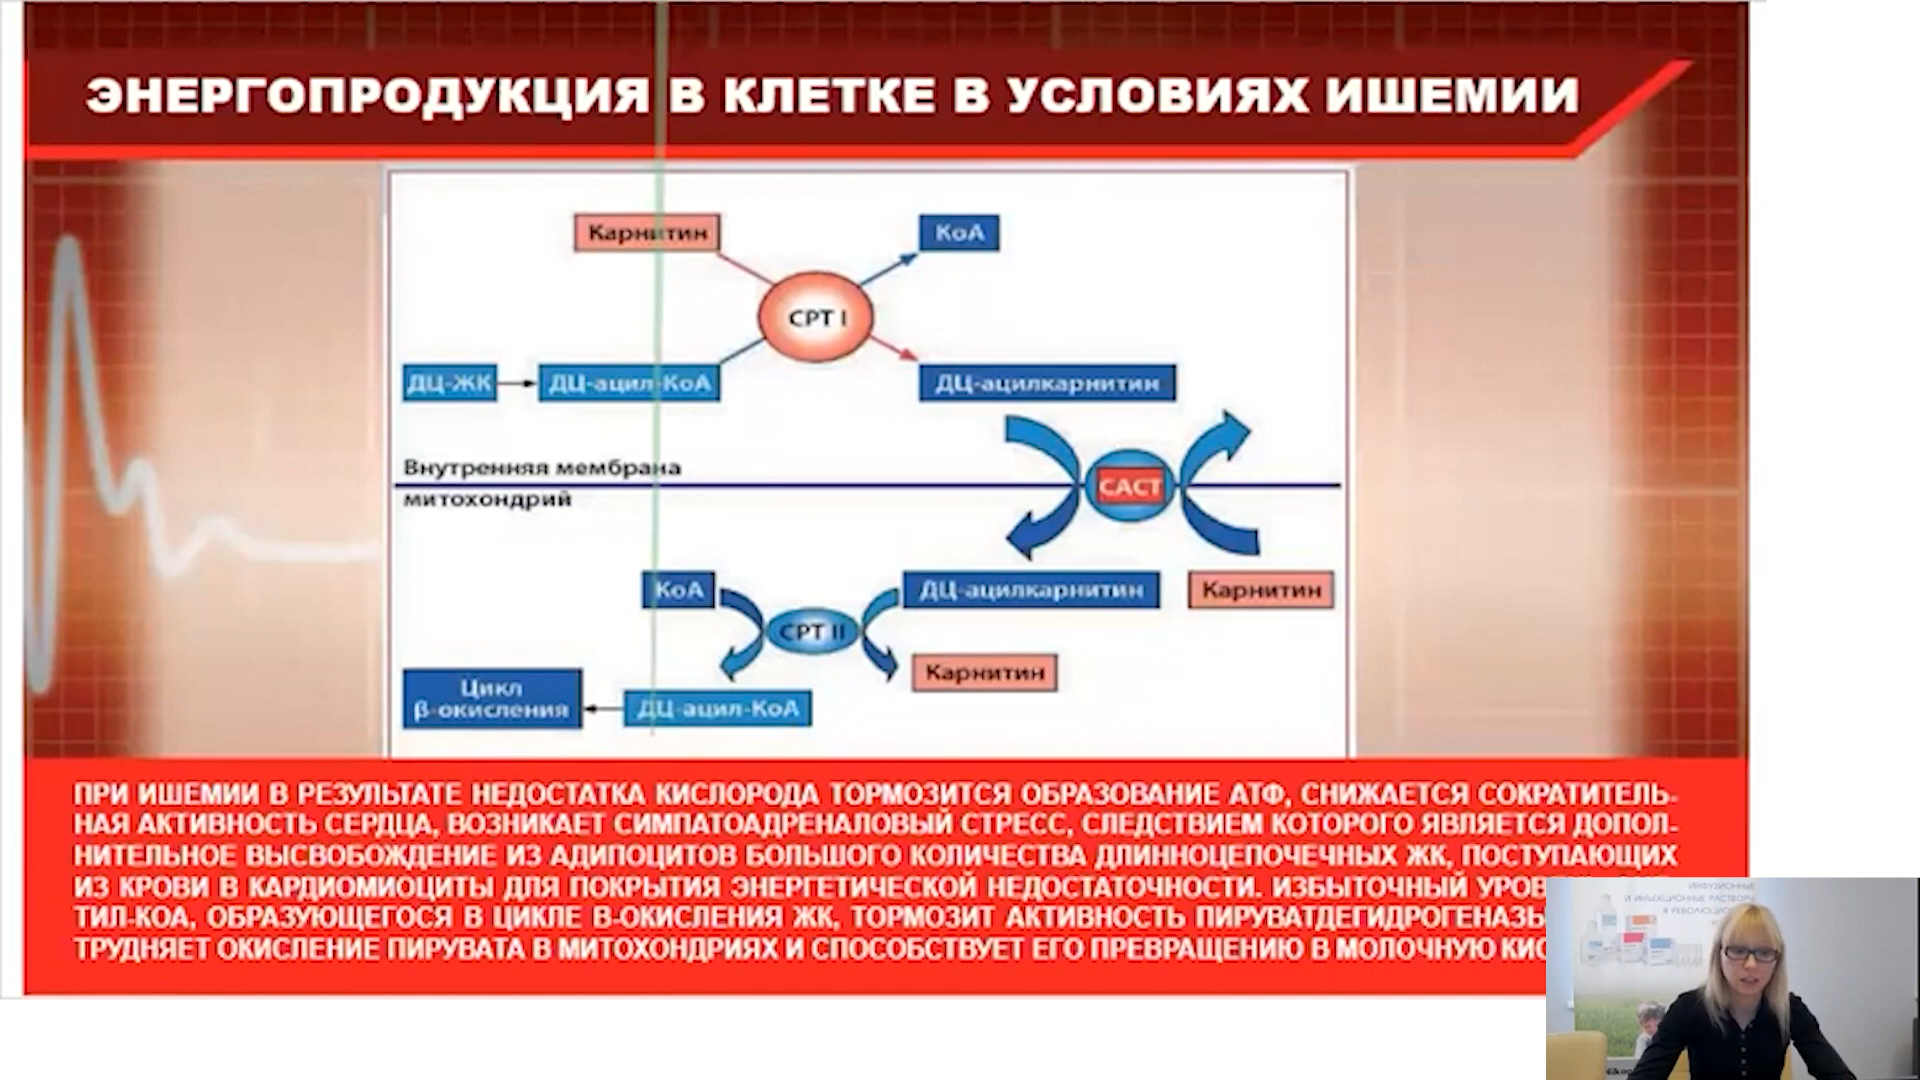 ЭНЕРГОПРОДУКЦИЯ В КЛЕТКЕ В УСЛОВИЯХ ИШЕМИИ
Карнитин
КоА
CPT I
ДЦ-ЖК
ДЦ-ацил-КоА
ДЦ-ацилкарнитин
Внутренняя мембрана
митохондрий
CACT
КоА
ДЦ-ацилкарнитин
Карнитин
CPT II
Карнитин
Цикл
β-окисления
ДЦ-ацил-КоА
ПРИ ИШЕМИИ В РЕЗУЛЬТАТЕ НЕДОСТАТКА КИСЛОРОДА ТОРМОЗИТСЯ ОБРАЗОВАНИЕ АТФ, СНИЖАЕТСЯ СОКРАТИТЕЛЬ-
НАЯ АКТИВНОСТЬ СЕРДЦА, ВОЗНИКАЕТ СИМПАТОАДРЕНАЛОВЫЙ СТРЕСС, СЛЕДСТВИЕМ КОТОРОГО ЯВЛЯЕТСЯ ДОПОЛ-
НИТЕЛЬНОЕ ВЫСВОБОЖДЕНИЕ ИЗ АДИПОЦИТОВ БОЛЬШОГО КОЛИЧЕСТВА ДЛИННОЦЕПОЧЕЧНЫХ ЖК, ПОСТУПАЮЩИХ
ИЗ КРОВИ В КАРДИОМИОЦИТЫ ДЛЯ ПОКРЫТИЯ ЭНЕРГЕТИЧЕСКОЙ НЕДОСТАТОЧНОСТИ. ИЗБЫТОЧНЫЙ
ТИЛ-КОА, ОБРАЗУЮЩЕГОСЯ В ЦИКЛЕ В-ОКИСЛЕНИЯ ЖК, ТОРМОЗИТ АКТИВНОСТЬ ПИРУВАТДЕГИДРОГЕНАЗЫ
ТРУДНЯЕТ ОКИСЛЕНИЕ ПИРУВАТА В МИТОХОНДРИЯХ И СПОСОБСТВУЕТ ЕГО ПРЕВРАЩЕНИЮ В МОЛОЧНУЮ
ИНФУЗИОННЫЕ
И ИНЪЕКЦИОННЫЕ РАСТВОРЫ